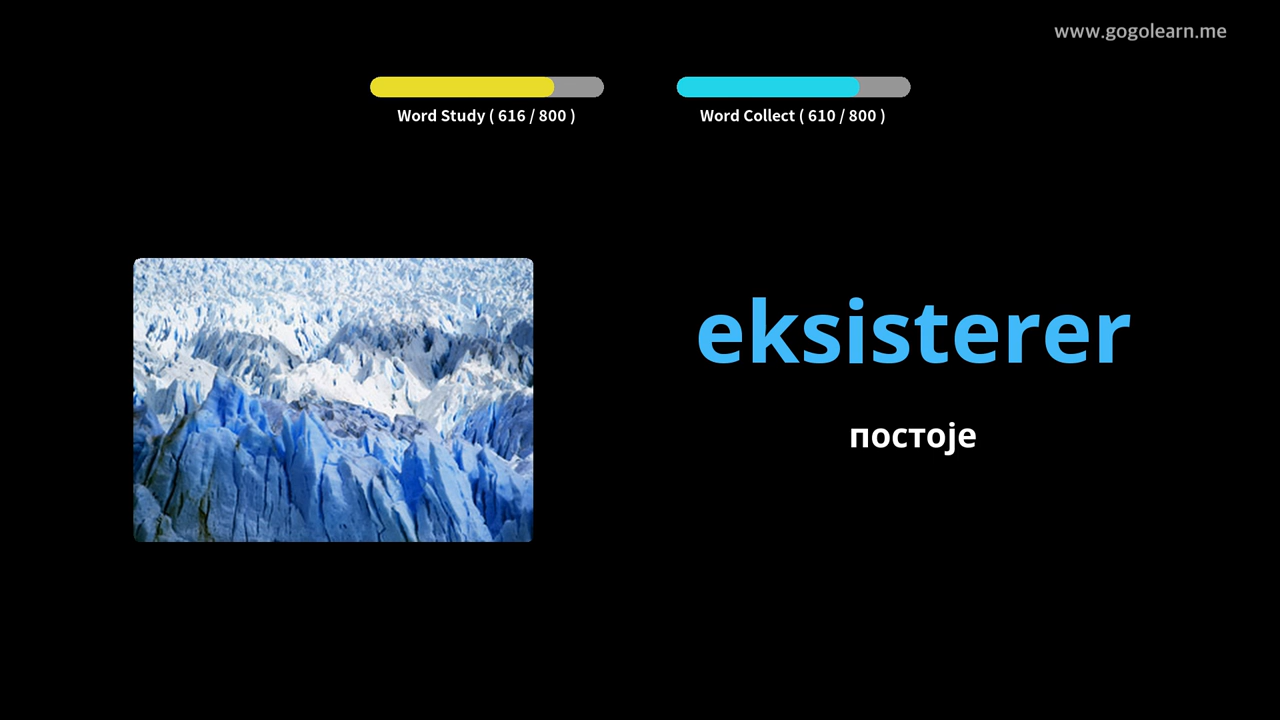 www.gogolearn.me
Word Study ( 616 / 800 )
Word Collect ( 610 / 800 )
eksisterer
постоје